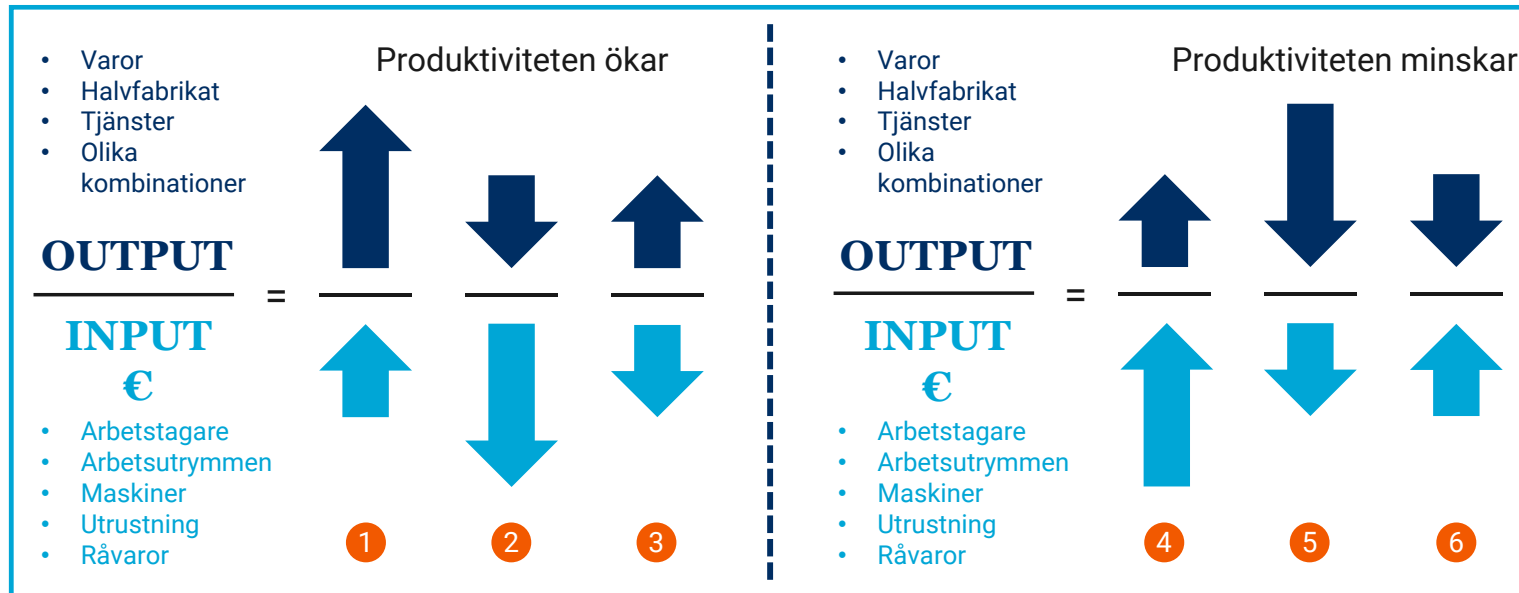 Produktiviteten ökar
• Varor
• Halvfabrikat
• Tjänster
• Olika
kombinationer
OUTPUT
=
INPUT
€
• Arbetstagare
• Arbetsutrymmen
• Maskiner
• Utrustning
• Råvaror
1
2
3
Produktiviteten minskar
• Varor
• Halvfabrikat
• Tjänster
• Olika
kombinationer
OUTPUT
=
INPUT
€
• Arbetstagare
• Arbetsutrymmen
• Maskiner
• Utrustning
• Råvaror
4
5
6